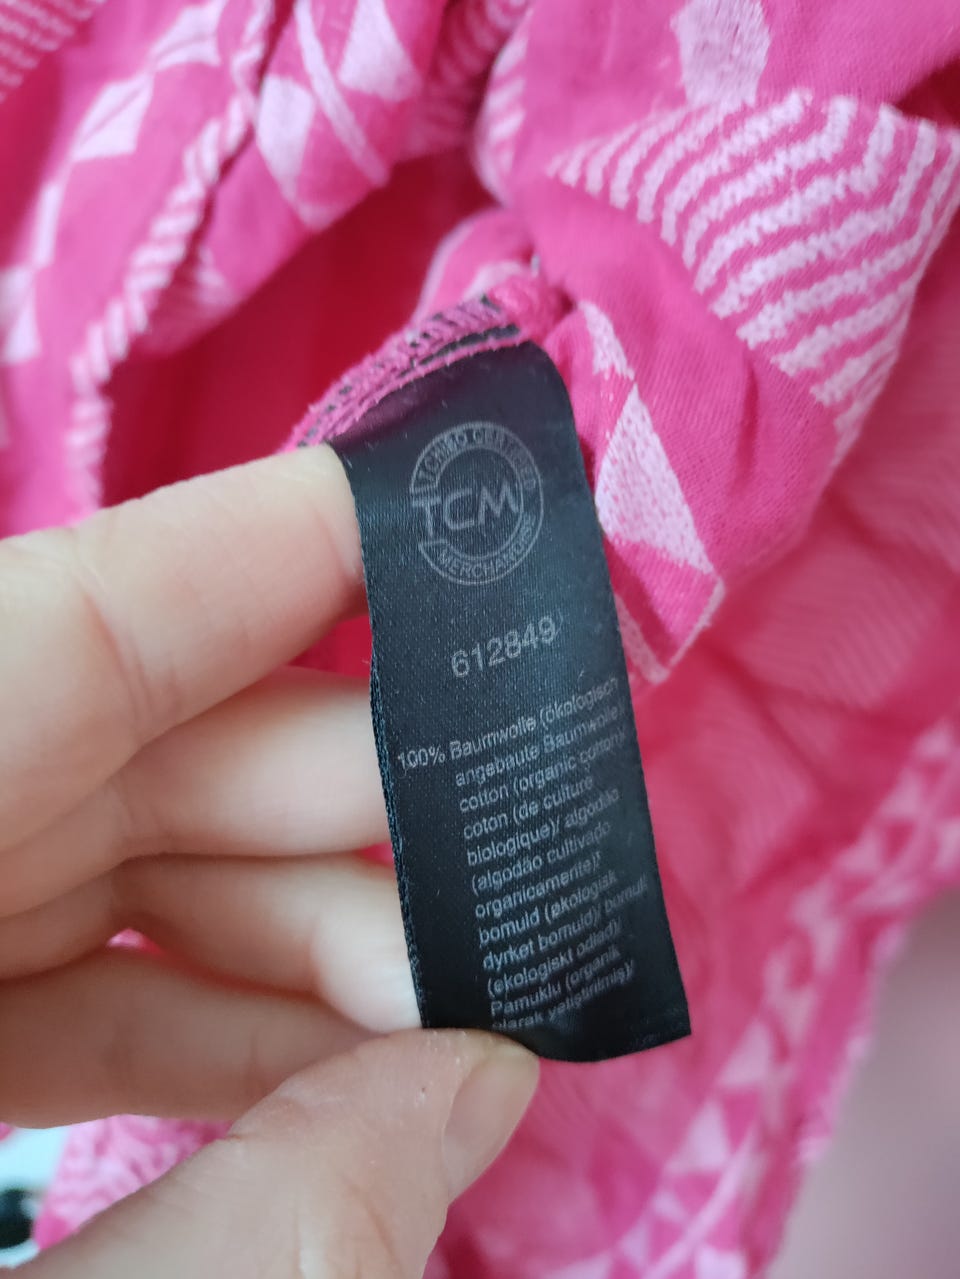 TCHIBO CERTIFIED
TCM
MERCHANDISE
612849
100% Baumwolle (ökologisch
angebaute Baumwolle)/
cotton (organic cotton)/
coton (de culture
biologique)/ algodão
(algodão cultivado
organicamente)/
bomuld (økologisk
dyrket bomuld)/ bomull
(ekologiskt odlad)/
Pamuklu (organik
olarak yetiştirilmiş)/